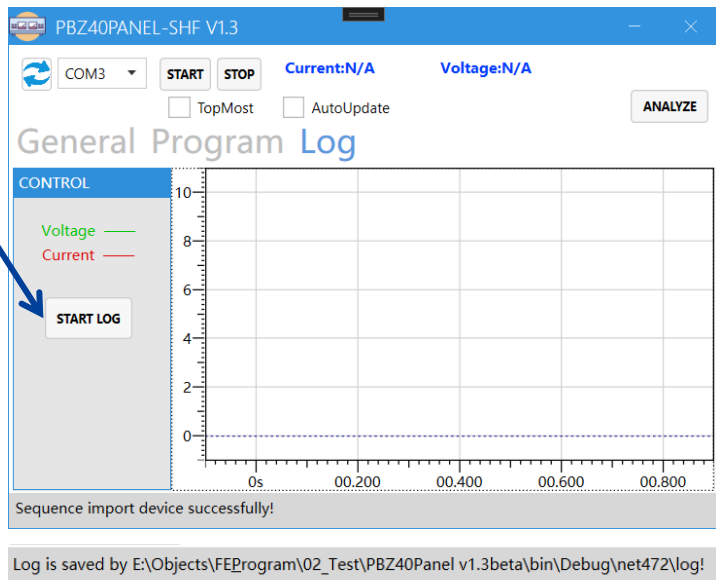 PBZ40PANEL-SHF V1.3
COM3 START STOP Current:N/A Voltage:N/A
TopMost AutoUpdate ANALYZE
General Program Log
CONTROL
Voltage
Current
START LOG
10
8
6
4
2
0
0s 00.200 00.400 00.600 00.800
Sequence import device successfully!
Log is saved by E:\Objects\FEProgram\02_Test\PBZ40Panel v1.3beta\bin\Debug\net472\log!